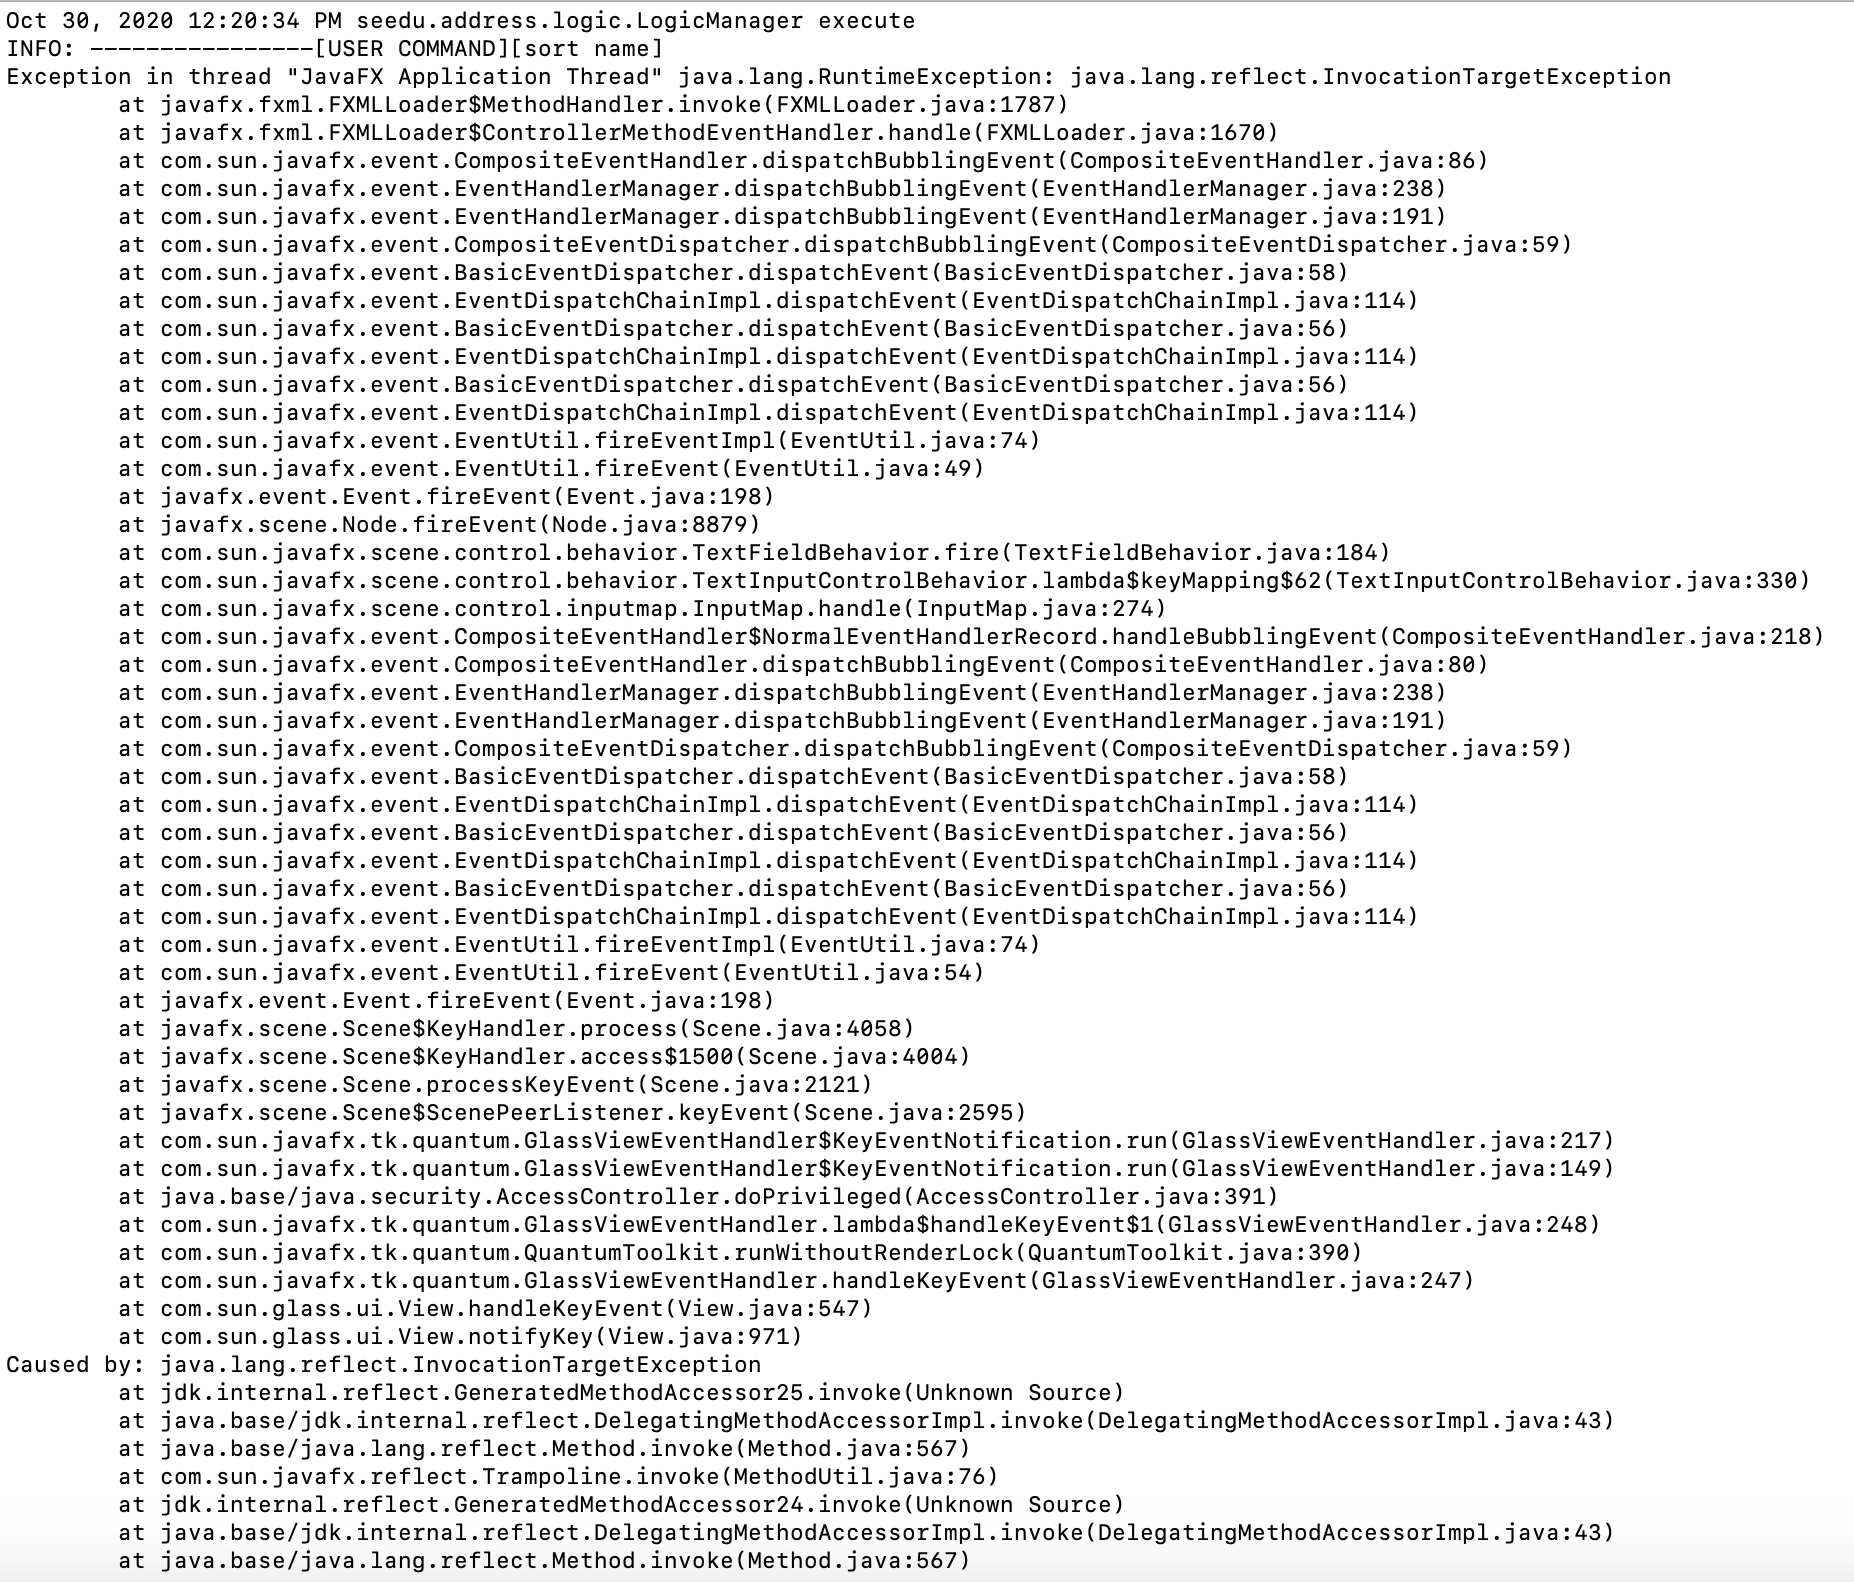 Oct 30, 2020 12:20:34 PM seedu.address.logic.LogicManager execute
INFO: ----------------[USER COMMAND][sort name]
Exception in thread "JavaFX Application Thread" java.lang.RuntimeException: java.lang.reflect.InvocationTargetException
at javafx.fxml.FXMLLoader$MethodHandler.invoke(FXMLLoader.java:1787)
at javafx.fxml.FXMLLoader$ControllerMethodEventHandler.handle(FXMLLoader.java:1670)
at com.sun.javafx.event.CompositeEventHandler.dispatchBubblingEvent(CompositeEventHandler.java:86)
at com.sun.javafx.event.EventHandlerManager.dispatchBubblingEvent(EventHandlerManager.java:238)
at com.sun.javafx.event.EventHandlerManager.dispatchBubblingEvent(EventHandlerManager.java:191)
at com.sun.javafx.event.CompositeEventDispatcher.dispatchBubblingEvent(CompositeEventDispatcher.java:59)
at com.sun.javafx.event.BasicEventDispatcher.dispatchEvent(BasicEventDispatcher.java:58)
at com.sun.javafx.event.EventDispatchChainImpl.dispatchEvent(EventDispatchChainImpl.java:114)
at com.sun.javafx.event.BasicEventDispatcher.dispatchEvent(BasicEventDispatcher.java:56)
at com.sun.javafx.event.EventDispatchChainImpl.dispatchEvent(EventDispatchChainImpl.java:114)
at com.sun.javafx.event.BasicEventDispatcher.dispatchEvent(BasicEventDispatcher.java:56)
at com.sun.javafx.event.EventDispatchChainImpl.dispatchEvent(EventDispatchChainImpl.java:114)
at com.sun.javafx.event.EventUtil.fireEventImpl(EventUtil.java:74)
at com.sun.javafx.event.EventUtil.fireEvent(EventUtil.java:49)
at javafx.event.Event.fireEvent(Event.java:198)
at javafx.scene.Node.fireEvent(Node.java:8879)
at com.sun.javafx.scene.control.behavior.TextFieldBehavior.fire(TextFieldBehavior.java:184)
at com.sun.javafx.scene.control.behavior.TextInputControlBehavior.lambda$keyMapping$62(TextInputControlBehavior.java:330)
at com.sun.javafx.scene.control.inputmap.InputMap.handle(InputMap.java:274)
at com.sun.javafx.event.CompositeEventHandler$NormalEventHandlerRecord.handleBubblingEvent(CompositeEventHandler.java:218)
at com.sun.javafx.event.CompositeEventHandler.dispatchBubblingEvent(CompositeEventHandler.java:80)
at com.sun.javafx.event.EventHandlerManager.dispatchBubblingEvent(EventHandlerManager.java:238)
at com.sun.javafx.event.EventHandlerManager.dispatchBubblingEvent(EventHandlerManager.java:191)
at com.sun.javafx.event.CompositeEventDispatcher.dispatchBubblingEvent(CompositeEventDispatcher.java:59)
at com.sun.javafx.event.BasicEventDispatcher.dispatchEvent(BasicEventDispatcher.java:58)
at com.sun.javafx.event.EventDispatchChainImpl.dispatchEvent(EventDispatchChainImpl.java:114)
at com.sun.javafx.event.BasicEventDispatcher.dispatchEvent(BasicEventDispatcher.java:56)
at com.sun.javafx.event.EventDispatchChainImpl.dispatchEvent(EventDispatchChainImpl.java:114)
at com.sun.javafx.event.BasicEventDispatcher.dispatchEvent(BasicEventDispatcher.java:56)
at com.sun.javafx.event.EventDispatchChainImpl.dispatchEvent(EventDispatchChainImpl.java:114)
at com.sun.javafx.event.EventUtil.fireEventImpl(EventUtil.java:74)
at com.sun.javafx.event.EventUtil.fireEvent(EventUtil.java:54)
at javafx.event.Event.fireEvent(Event.java:198)
at javafx.scene.Scene$KeyHandler.process(Scene.java:4058)
at javafx.scene.Scene$KeyHandler.access$1500(Scene.java:4004)
at javafx.scene.Scene.processKeyEvent(Scene.java:2121)
at javafx.scene.Scene$ScenePeerListener.keyEvent(Scene.java:2595)
at com.sun.javafx.tk.quantum.GlassViewEventHandler$KeyEventNotification.run(GlassViewEventHandler.java:217)
at com.sun.javafx.tk.quantum.GlassViewEventHandler$KeyEventNotification.run(GlassViewEventHandler.java:149)
at java.base/java.security.AccessController.doPrivileged(AccessController.java:391)
at com.sun.javafx.tk.quantum.GlassViewEventHandler.lambda$handleKeyEvent$1(GlassViewEventHandler.java:248)
at com.sun.javafx.tk.quantum.QuantumToolkit.runWithoutRenderLock(QuantumToolkit.java:390)
at com.sun.javafx.tk.quantum.GlassViewEventHandler.handleKeyEvent(GlassViewEventHandler.java:247)
at com.sun.glass.ui.View.handleKeyEvent(View.java:547)
at com.sun.glass.ui.View.notifyKey(View.java:971)
Caused by: java.lang.reflect.InvocationTargetException
at jdk.internal.reflect.GeneratedMethodAccessor25.invoke(Unknown Source)
at java.base/jdk.internal.reflect.DelegatingMethodAccessorImpl.invoke(DelegatingMethodAccessorImpl.java:43)
at java.base/java.lang.reflect.Method.invoke(Method.java:567)
at com.sun.javafx.reflect.Trampoline.invoke(MethodUtil.java:76)
at jdk.internal.reflect.GeneratedMethodAccessor24.invoke(Unknown Source)
at java.base/jdk.internal.reflect.DelegatingMethodAccessorImpl.invoke(DelegatingMethodAccessorImpl.java:43)
at java.base/java.lang.reflect.Method.invoke(Method.java:567)